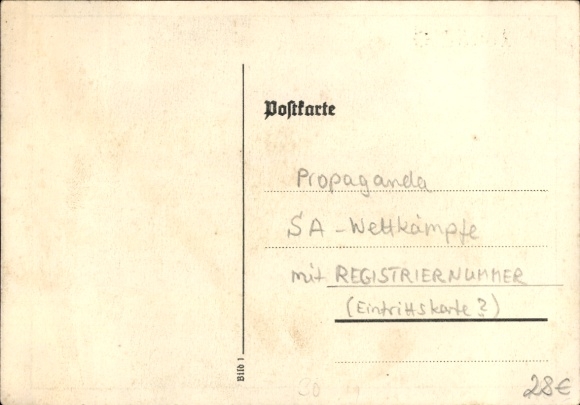 Postkarte
Propaganda
SA - Wettkämpfe
mit REGISTRIERNUMMER
(Eintrittskarte?)
Bild 1
28€